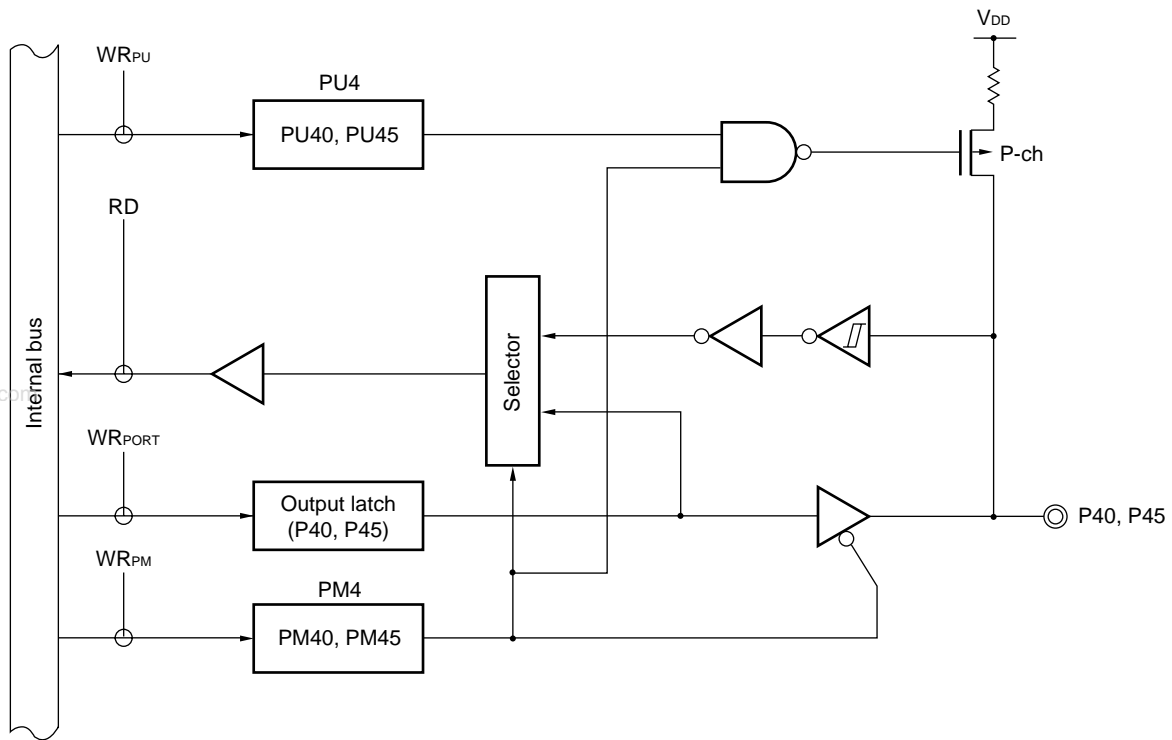 VDD
WRPU
PU4
PU40, PU45
P-ch
RD
Internal bus
Selector
com
WRPORT
Output latch
(P40, P45)
P40, P45
WRPM
PM4
PM40, PM45